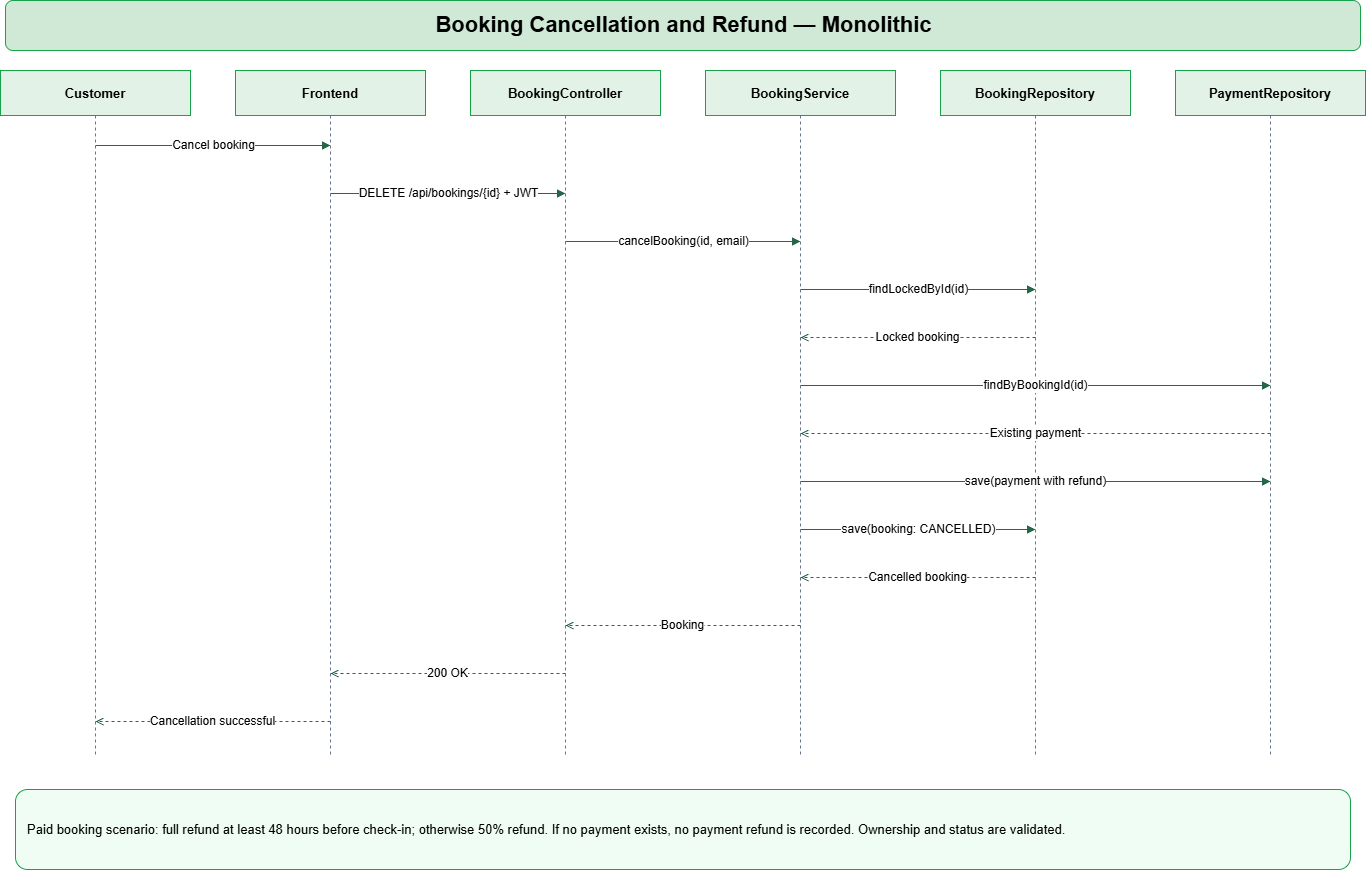 Booking Cancellation and Refund — Monolithic
Customer
Frontend
BookingController
BookingService
BookingRepository
PaymentRepository
Cancel booking
DELETE /api/bookings/{id} + JWT
cancelBooking(id, email)
findLockedById(id)
Locked booking
findByBookingId(id)
Existing payment
save(payment with refund)
save(booking: CANCELLED)
Cancelled booking
Booking
200 OK
Cancellation successful
Paid booking scenario: full refund at least 48 hours before check-in; otherwise 50% refund. If no payment exists, no payment refund is recorded. Ownership and status are validated.